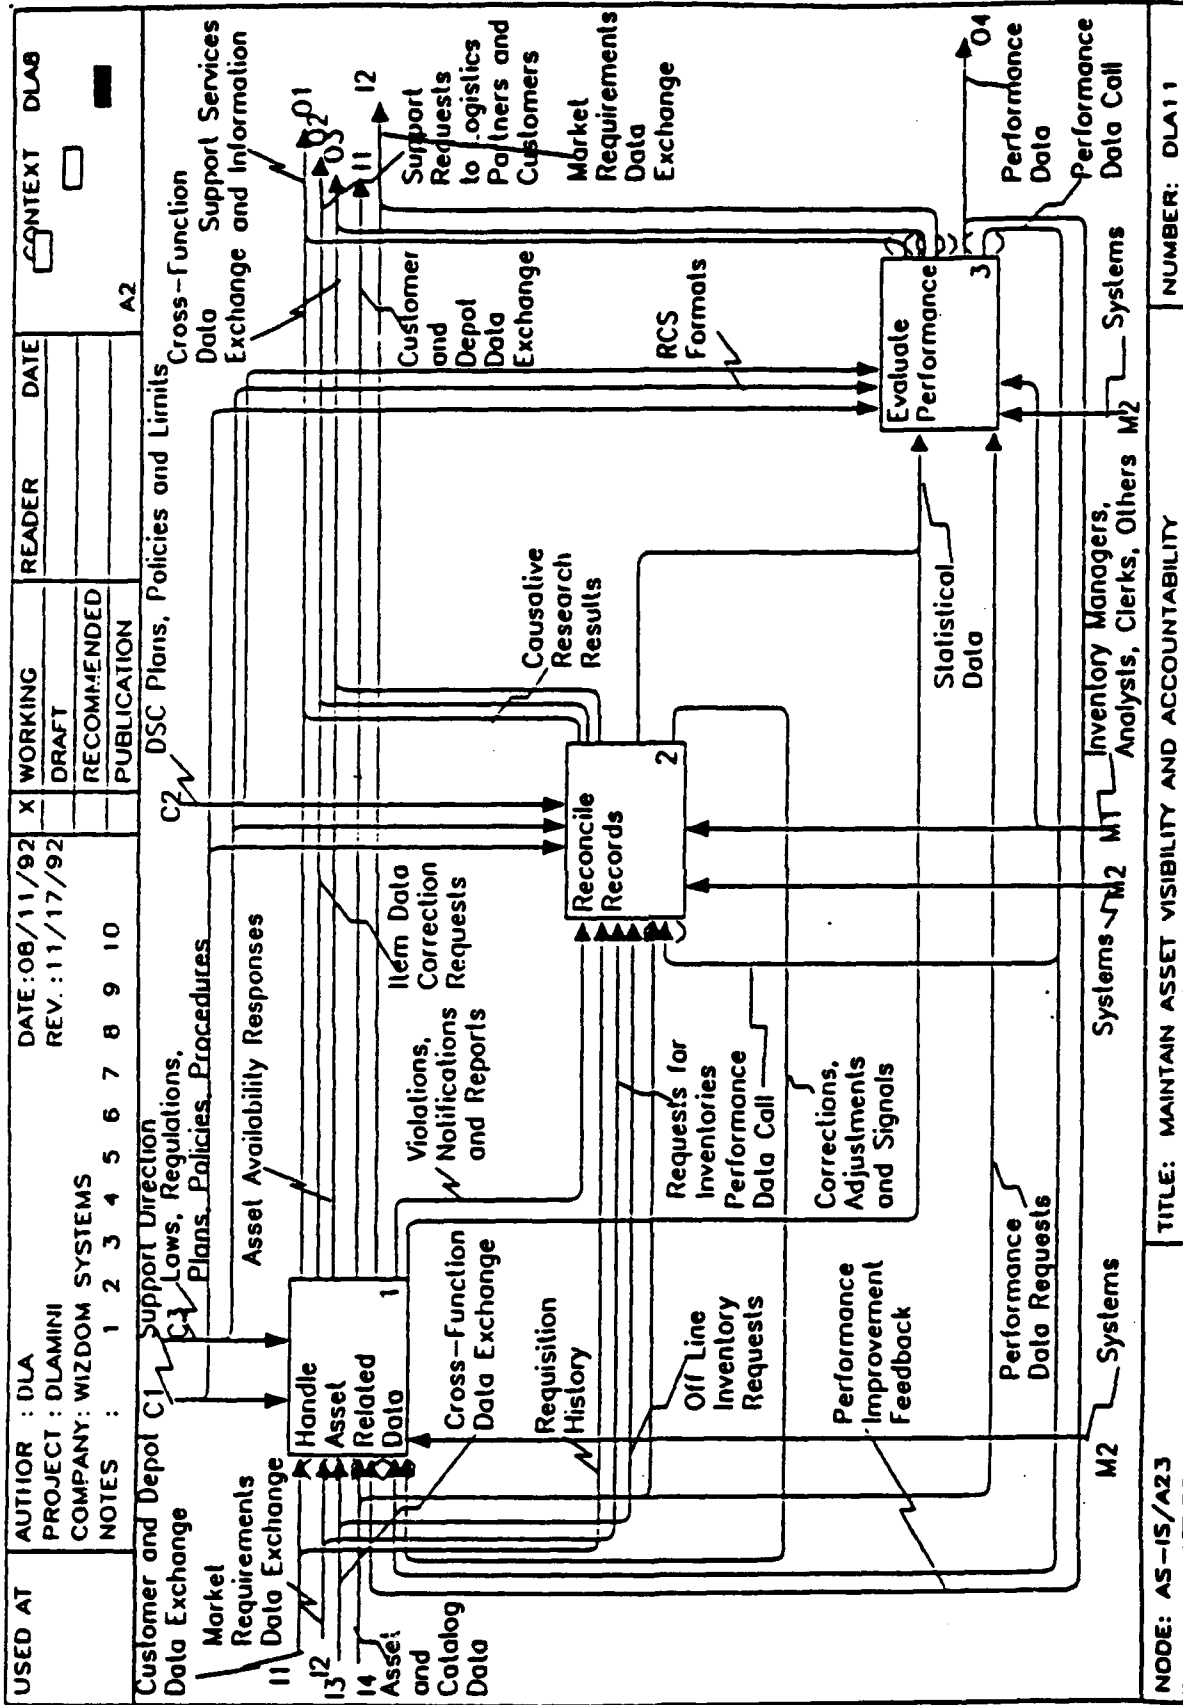 USED AT
AUTHOR : DLA
PROJECT : DLAMINI
COMPANY: WIZDOM SYSTEMS
NOTES : 1 2 3 4 5 6 7 8 9 10
DATE:08/11/92
REV.:11/17/92
X WORKING
DRAFT
RECOMMENDED
PUBLICATION
READER DATE
CONTEXT DLAB
A2
Customer and Depot
Data Exchange
C1
Support Direction
C3
Laws, Regulations,
Plans, Policies, Procedures
C2
DSC Plans, Policies and Limits
Cross-Function
Data
Exchange
Support Services
and Information
O1
O2
O3
I1
I2
Support
Requests
to Logistics
Partners and
Customers
Market
Requirements
Data
Exchange
Customer
and
Depot
Data
Exchange
Asset Availability Responses
Item Data
Correction
Requests
Causative
Research
Results
RCS
Formats
Market
Requirements
Data Exchange
I1
I2
I3
I4
Asset
and
Catalog
Data
Handle
Asset
Related
Data
1
Violations,
Notifications
and Reports
Cross-Function
Data Exchange
Requisition
History
Off Line
Inventory
Requests
Requests for
Inventories
Performance
Data Call
Corrections,
Adjustments
and Signals
Reconcile
Records
2
Statistical
Data
Evaluate
Performance
3
O4
Performance
Data
Performance
Data Call
Performance
Improvement
Feedback
Performance
Data Requests
M2
Systems
Systems
M2
M1
Inventory Managers,
Analysts, Clerks, Others
M2
Systems
NODE: AS-IS/A23
TITLE: MAINTAIN ASSET VISIBILITY AND ACCOUNTABILITY
NUMBER: DLA11